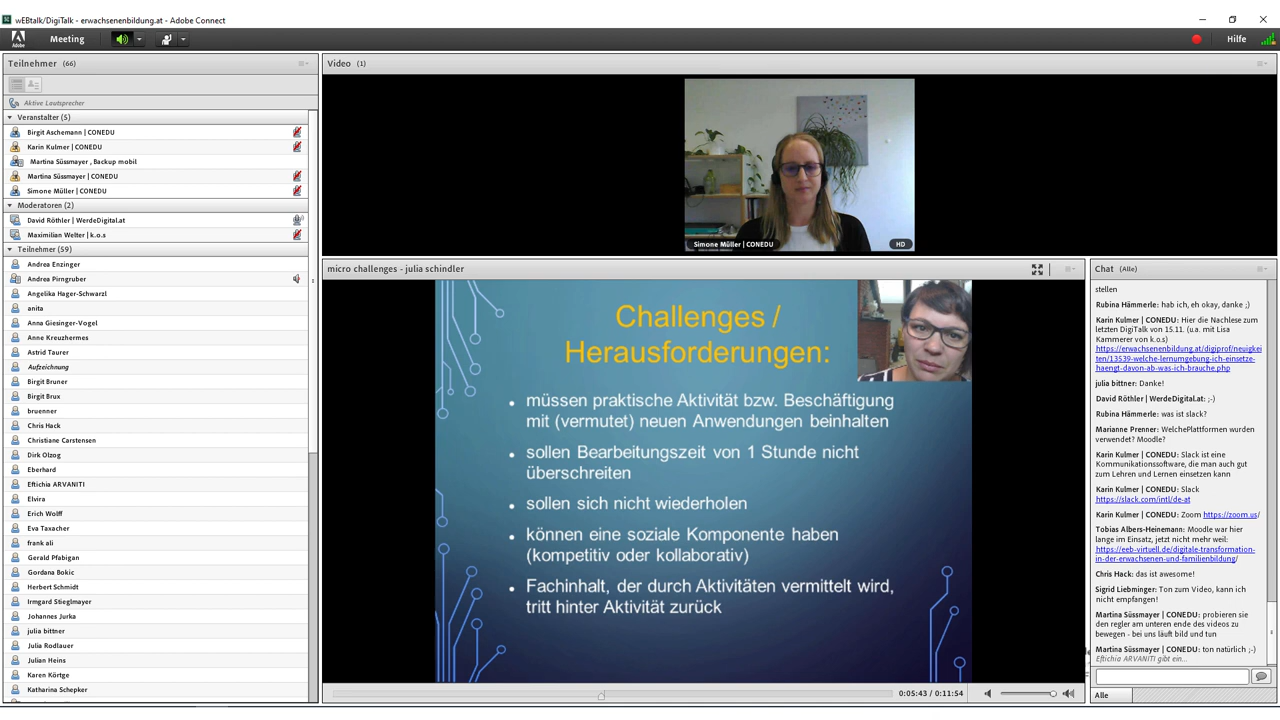 wEBtalk/DigiTalk - erwachsenenbildung.at - Adobe Connect
Adobe
Meeting
Hilfe
Teilnehmer (66)
Aktive Lautsprecher
Veranstalter (5)
Birgit Aschemann | CONEDU
Karin Kulmer | CONEDU
Martina Süssmayer , Backup mobil
Martina Süssmayer | CONEDU
Simone Müller | CONEDU
Moderatoren (2)
David Röthler | WerdeDigital.at
Maximilian Welter | k.o.s
Teilnehmer (59)
Andrea Enzinger
Andrea Pirngruber
Angelika Hager-Schwarzl
anita
Anna Giesinger-Vogel
Anne Kreuzhermes
Astrid Taurer
Aufzeichnung
Birgit Bruner
Birgit Brux
bruenner
Chris Hack
Christiane Carstensen
Dirk Olzog
Eberhard
Eftichia ARVANITI
Elvira
Erich Wolff
Eva Taxacher
frank ali
Gerald Pfabigan
Gordana Bokic
Herbert Schmidt
Irmgard Stieglmayer
Johannes Jurka
julia bittner
Julia Rodlauer
Julian Heins
Karen Körtge
Katharina Schepker
Video (1)
Simone Müller | CONEDU
HD
micro challenges - julia schindler
Challenges /
Herausforderungen:
• müssen praktische Aktivität bzw. Beschäftigung
mit (vermutet) neuen Anwendungen beinhalten
• sollen Bearbeitungszeit von 1 Stunde nicht
überschreiten
• sollen sich nicht wiederholen
• können eine soziale Komponente haben
(kompetitiv oder kollaborativ)
• Fachinhalt, der durch Aktivitäten vermittelt wird,
tritt hinter Aktivität zurück
0:05:43 / 0:11:54
Chat (Alle)
stellen
Rubina Hämmerle: hab ich, eh okay, danke ;)
Karin Kulmer | CONEDU: Hier die Nachlese zum
letzten DigiTalk von 15.11. (u.a. mit Lisa
Kammerer von k.o.s)
https://erwachsenenbildung.at/digiprof/neuigkei
ten/13539-welche-lernumgebung-ich-einsetze-
haengt-davon-ab-was-ich-brauche.php
julia bittner: Danke!
David Röthler | WerdeDigital.at: ;-)
Rubina Hämmerle: was ist slack?
Marianne Prenner: WelchePlattformen wurden
verwendet? Moodle?
Karin Kulmer | CONEDU: Slack ist eine
Kommunikationssoftware, die man auch gut
zum Lehren und Lernen einsetzen kann
Karin Kulmer | CONEDU: Slack
https://slack.com/intl/de-at
Karin Kulmer | CONEDU: Zoom https://zoom.us/
Tobias Albers-Heinemann: Moodle war hier
lange im Einsatz, jetzt nicht mehr weil:
https://eeb-virtuell.de/digitale-transformation-
in-der-erwachsenen-und-familienbildung/
Chris Hack: das ist awesome!
Sigrid Liebminger: Ton zum Video, kann ich
nicht empfangen!
Martina Süssmayer | CONEDU: probieren sie
den regler am unteren ende des videos zu
bewegen - bei uns läuft bild und tun
Martina Süssmayer | CONEDU: ton natürlich ;-)
Eftichia ARVANITI gibt ein...
Alle